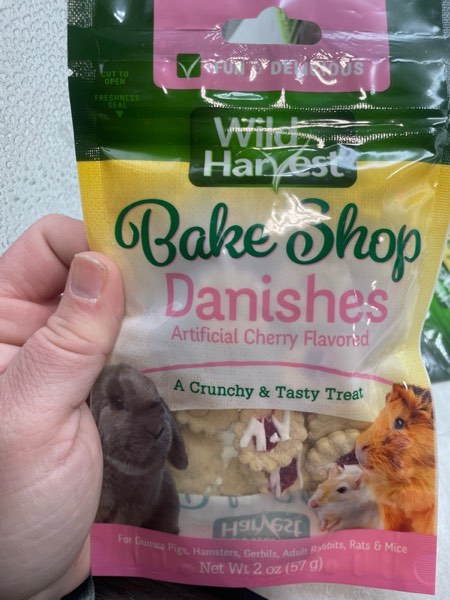 FUN & DELICIOUS
CUT TO
OPEN
FRESHNESS
SEAL
Wild
Harvest
Bake Shop
Danishes
Artificial Cherry Flavored
A Crunchy & Tasty Treat
Harvest
For Guinea Pigs, Hamsters, Gerbils, Adult Rabbits, Rats & Mice
Net Wt 2 oz (57 g)